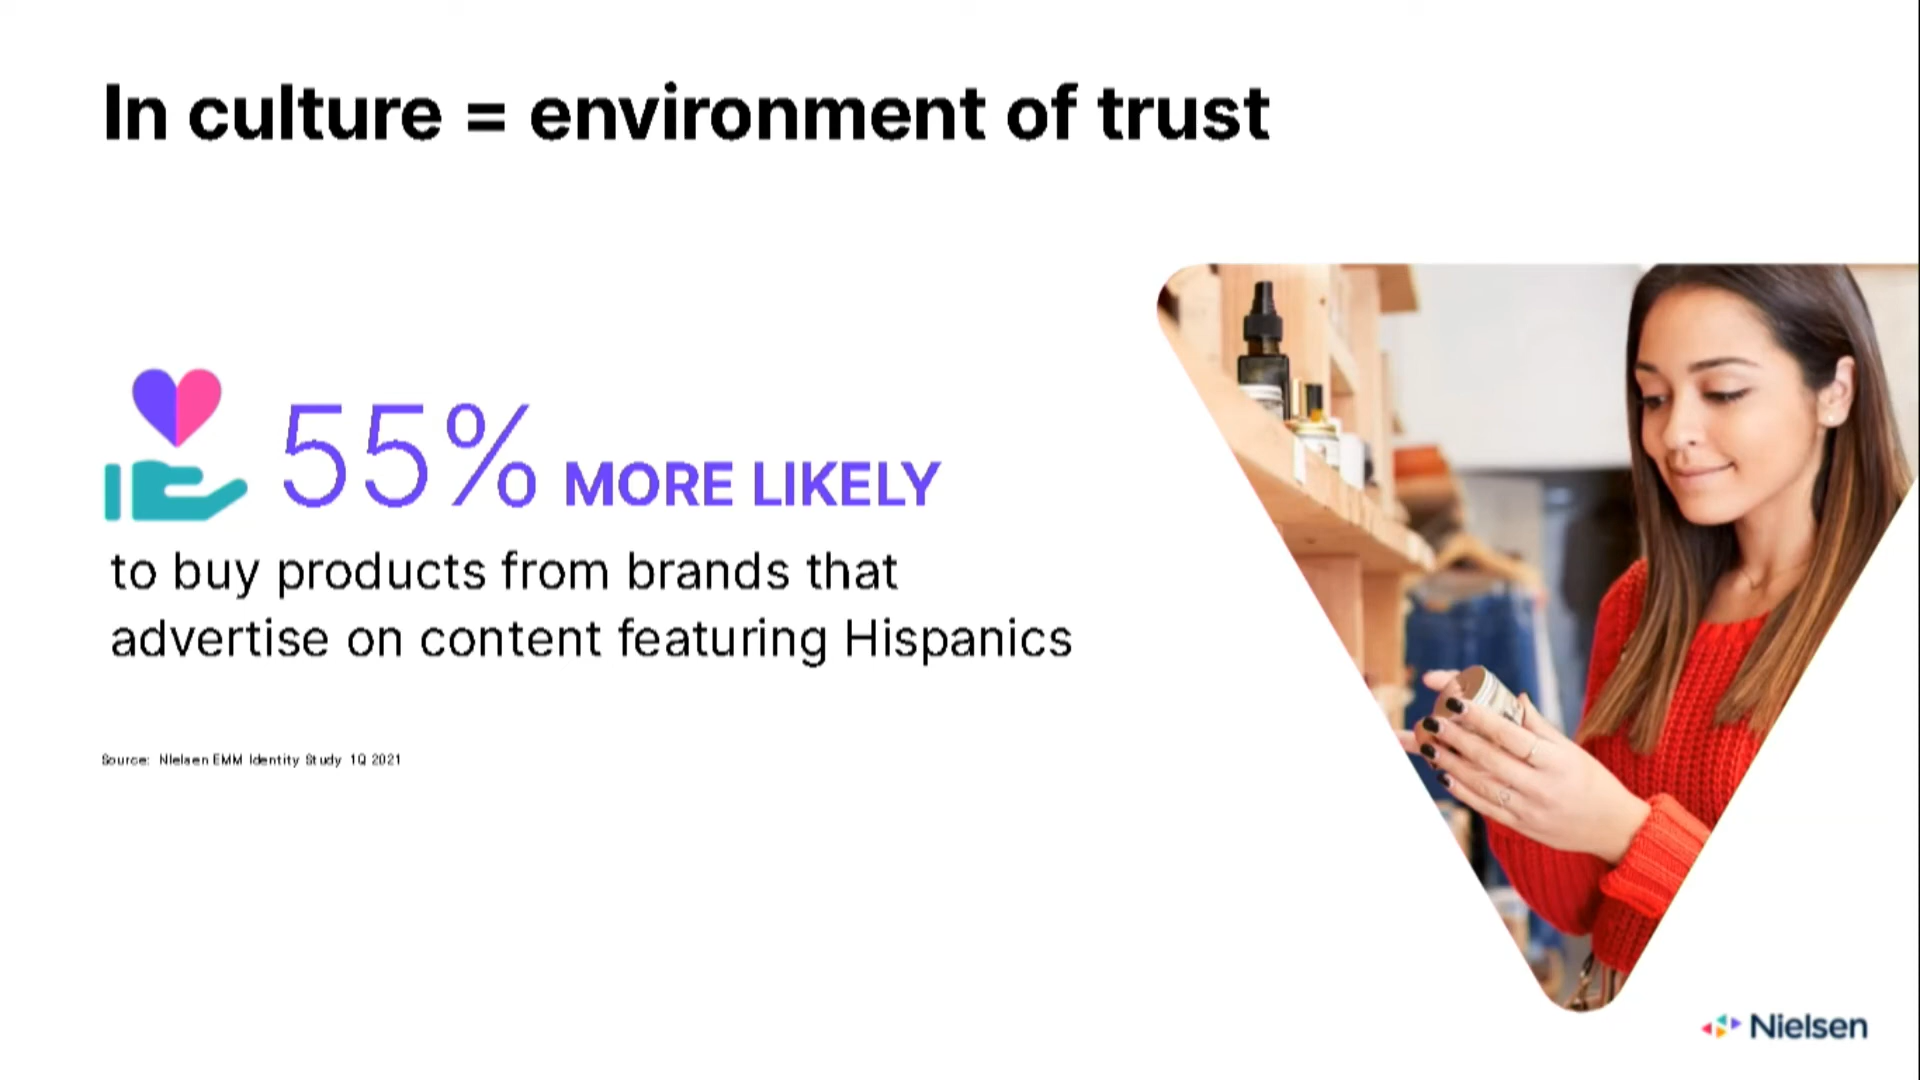 In culture = environment of trust
55% MORE LIKELY
to buy products from brands that
advertise on content featuring Hispanics
Source: Nielsen EMM Identity Study 1Q 2021
Nielsen